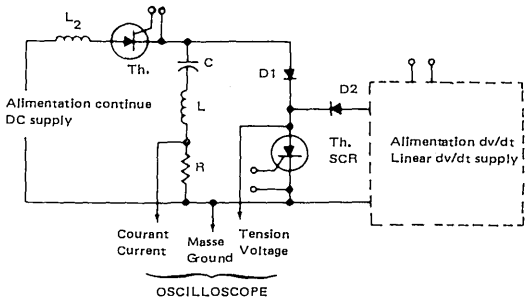 L2
Th.
C
D1
D2
Alimentation continue
DC supply
L
Th.
SCR
Alimentation dv/dt
Linear dv/dt supply
R
Courant
Current
Masse
Ground
Tension
Voltage
OSCILLOSCOPE